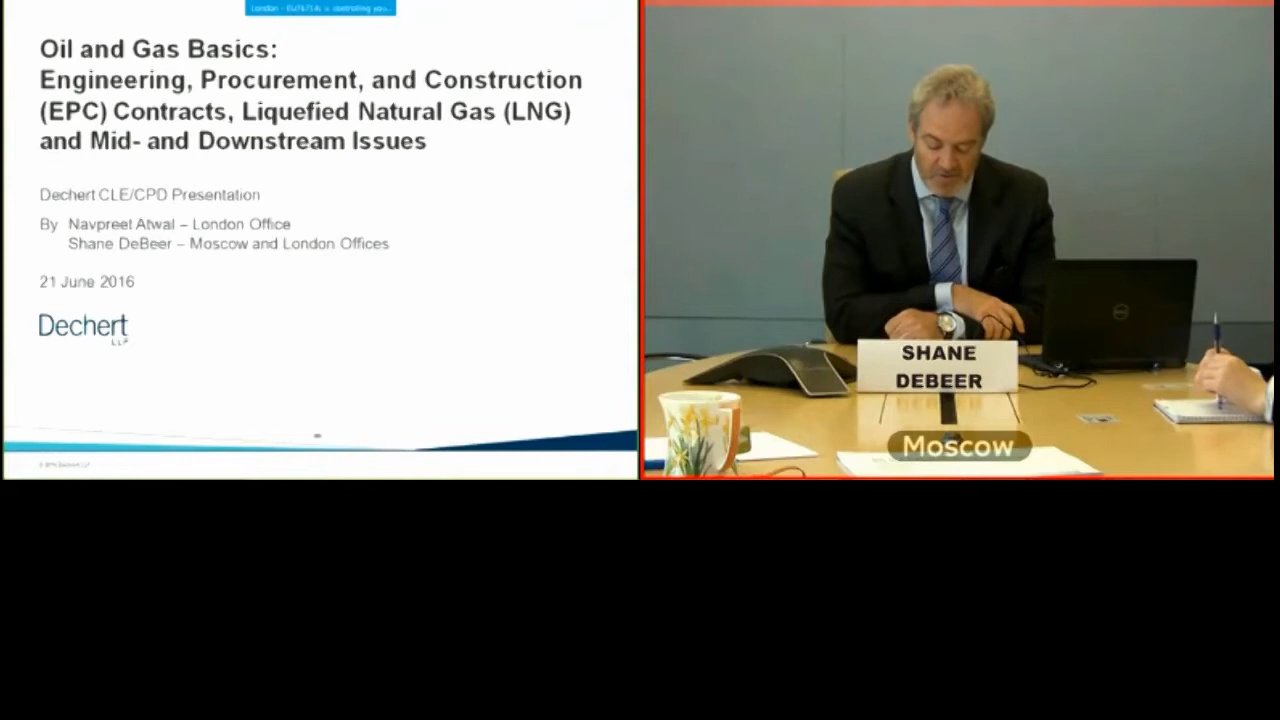 Oil and Gas Basics:
Engineering, Procurement, and Construction
(EPC) Contracts, Liquefied Natural Gas (LNG)
and Mid- and Downstream Issues
Dechert CLE/CPD Presentation
By Navpreet Atwal – London Office
Shane DeBeer – Moscow and London Offices
21 June 2016
Dechert
LLP
SHANE
DEBEER
Moscow